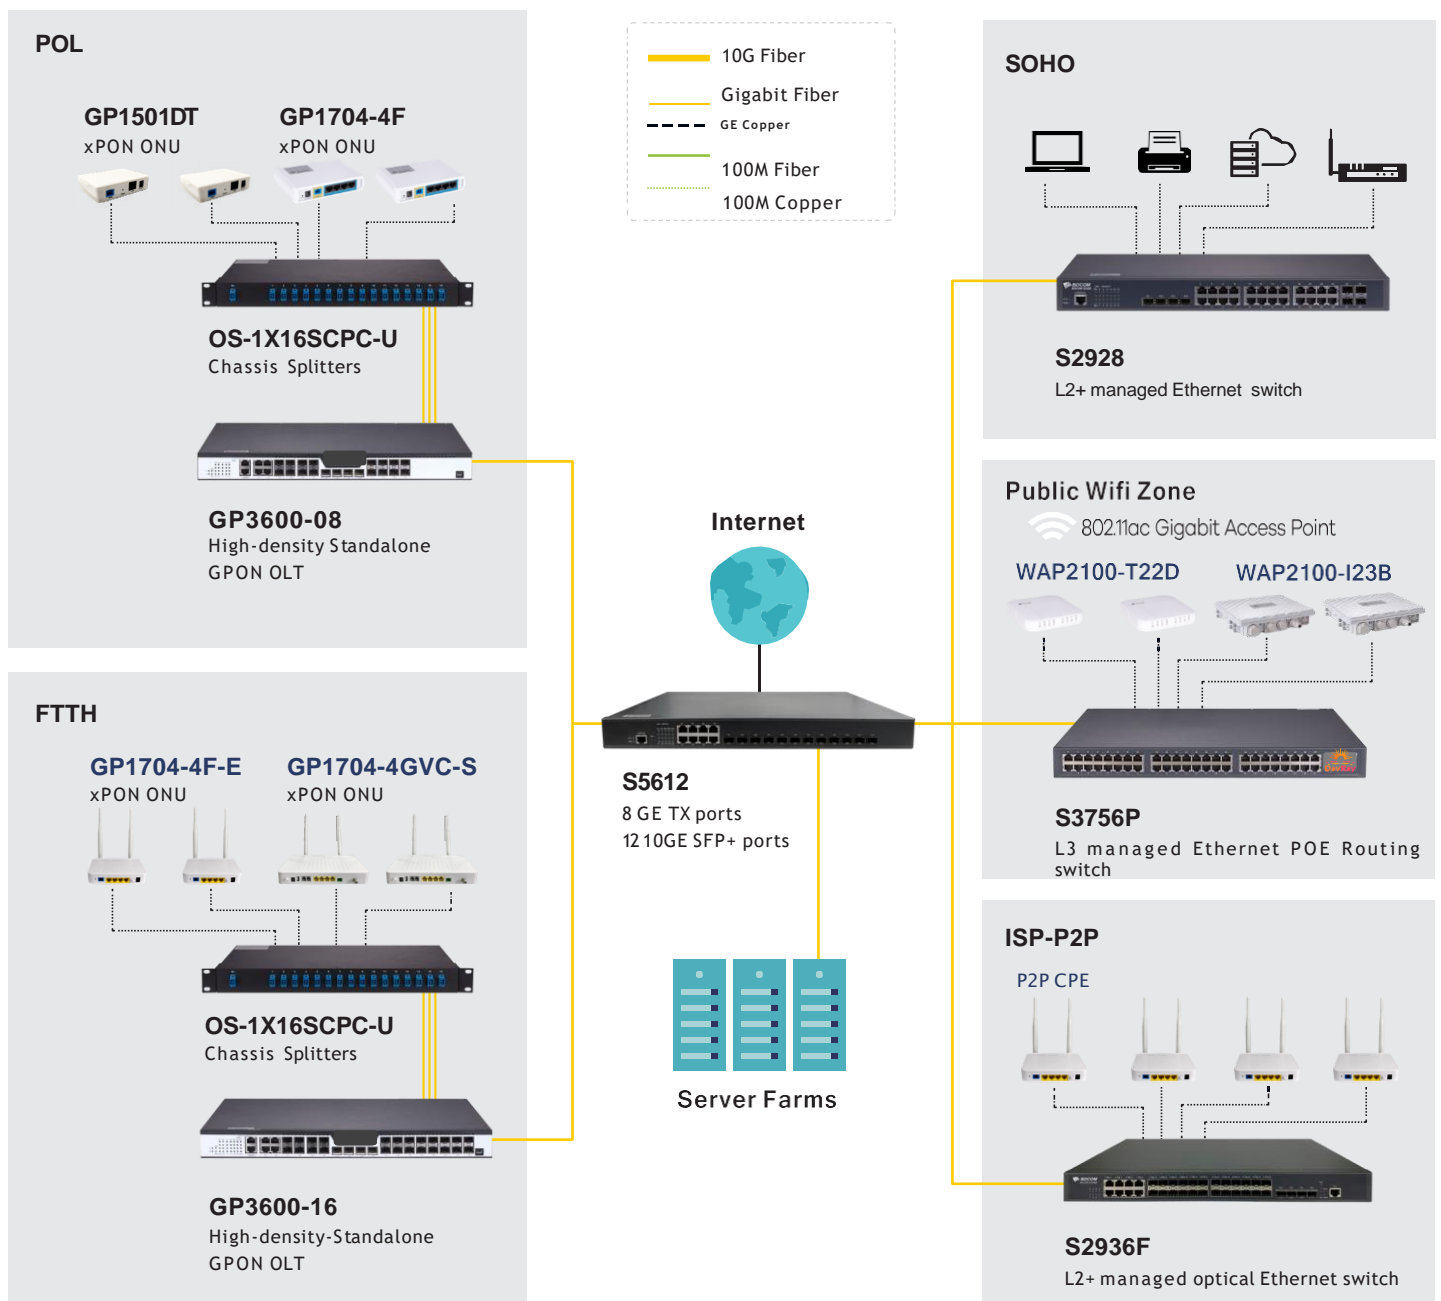 POL
GP1501DT
xPON ONU
GP1704-4F
xPON ONU
OS-1X16SCPC-U
Chassis Splitters
GP3600-08
High-density Standalone
GPON OLT
FTTH
GP1704-4F-E
xPON ONU
GP1704-4GVC-S
xPON ONU
OS-1X16SCPC-U
Chassis Splitters
GP3600-16
High-density-Standalone
GPON OLT
10G Fiber
Gigabit Fiber
GE Copper
100M Fiber
100M Copper
Internet
S5612
8 GE TX ports
12 10GE SFP+ ports
Server Farms
SOHO
BDCOM
S2928
L2+ managed Ethernet switch
Public Wifi Zone
802.11ac Gigabit Access Point
WAP2100-T22D
WAP2100-I23B
S3756P
L3 managed Ethernet POE Routing
switch
ISP-P2P
P2P CPE
BDCOM
S2936F
L2+ managed optical Ethernet switch